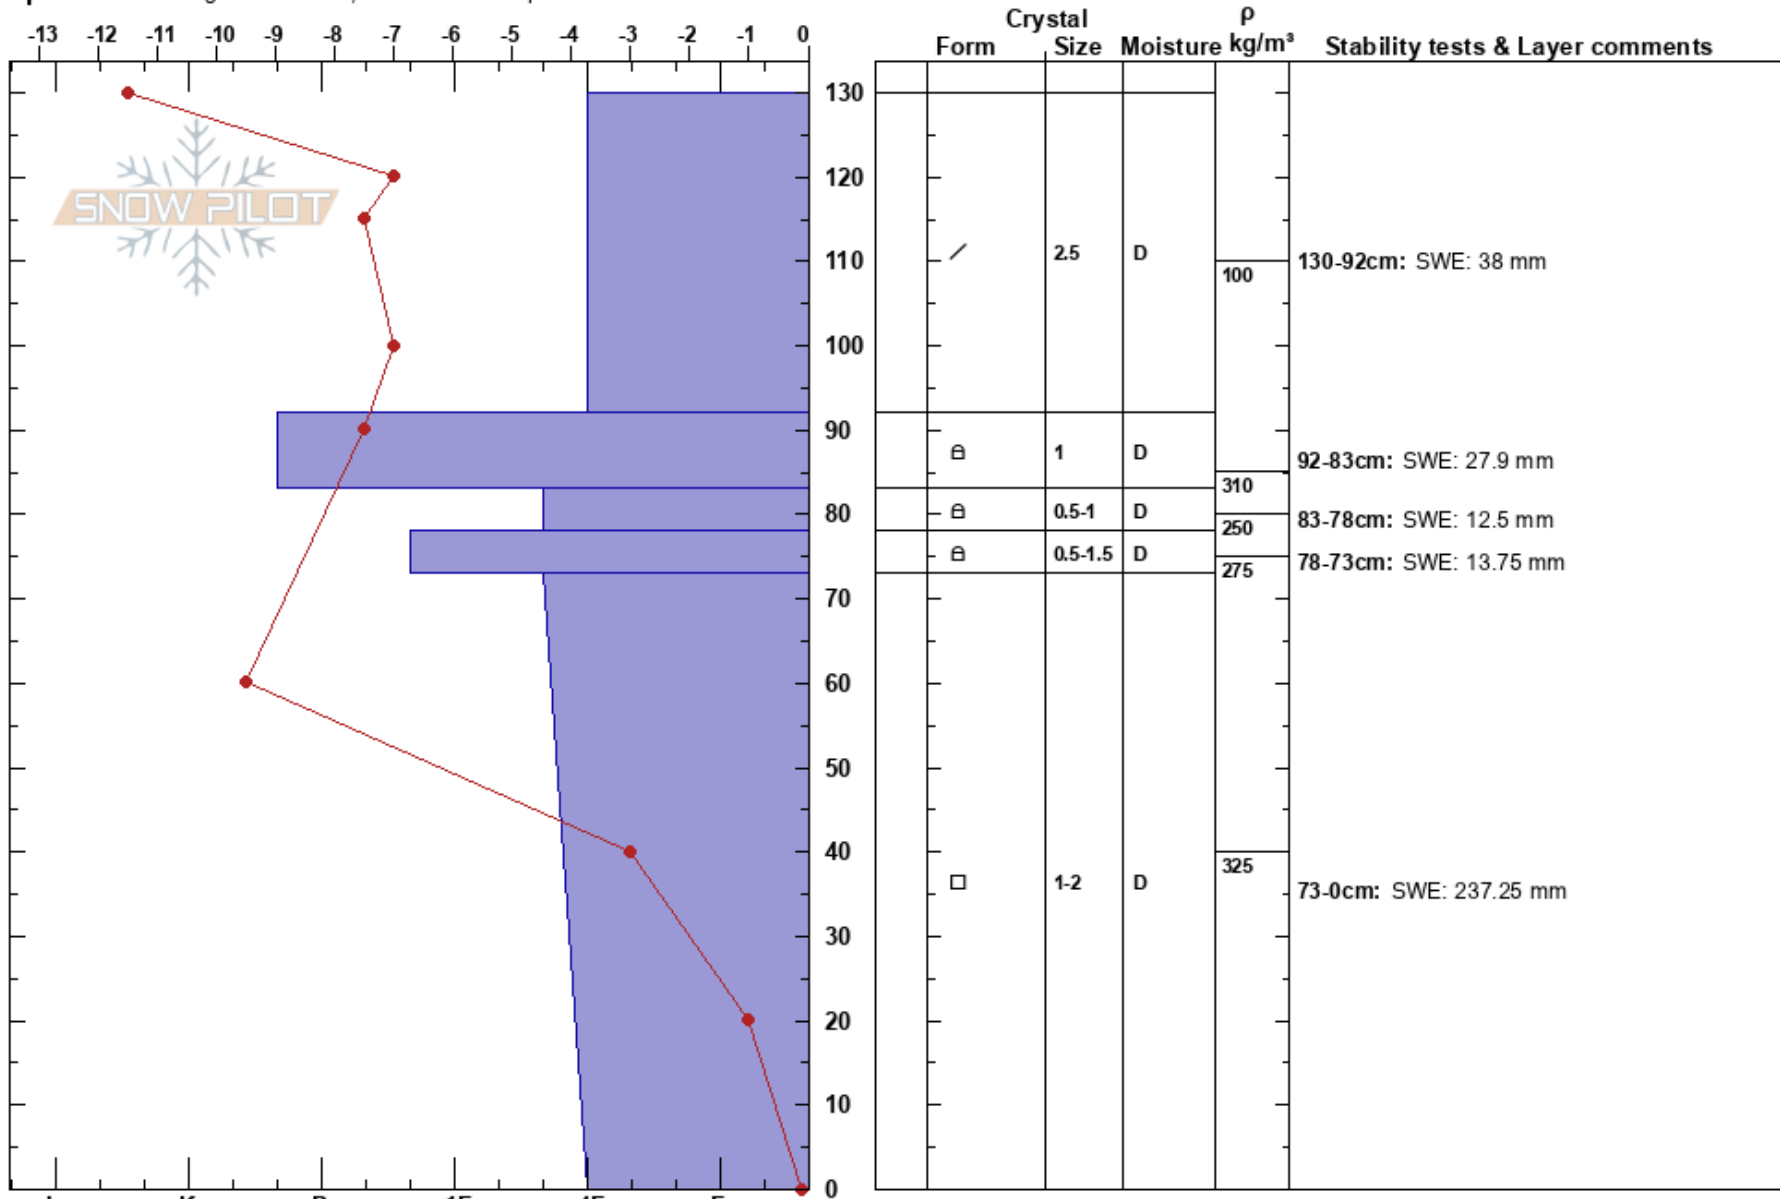 Crystal ρ
Form Size Moisture kg/m³ Stability tests & Layer comments
-13 -12 -11 -10 -9 -8 -7 -6 -5 -4 -3 -2 -1 0
130
120
SNOW PILOT
2.5 D
110
100 130-92cm: SWE: 38 mm
100
90
1 D 92-83cm: SWE: 27.9 mm
310
80 0.5-1 D 83-78cm: SWE: 12.5 mm
250
0.5-1.5 D 78-73cm: SWE: 13.75 mm
275
70
60
50
40
325
1-2 D 73-0cm: SWE: 237.25 mm
30
20
10
0